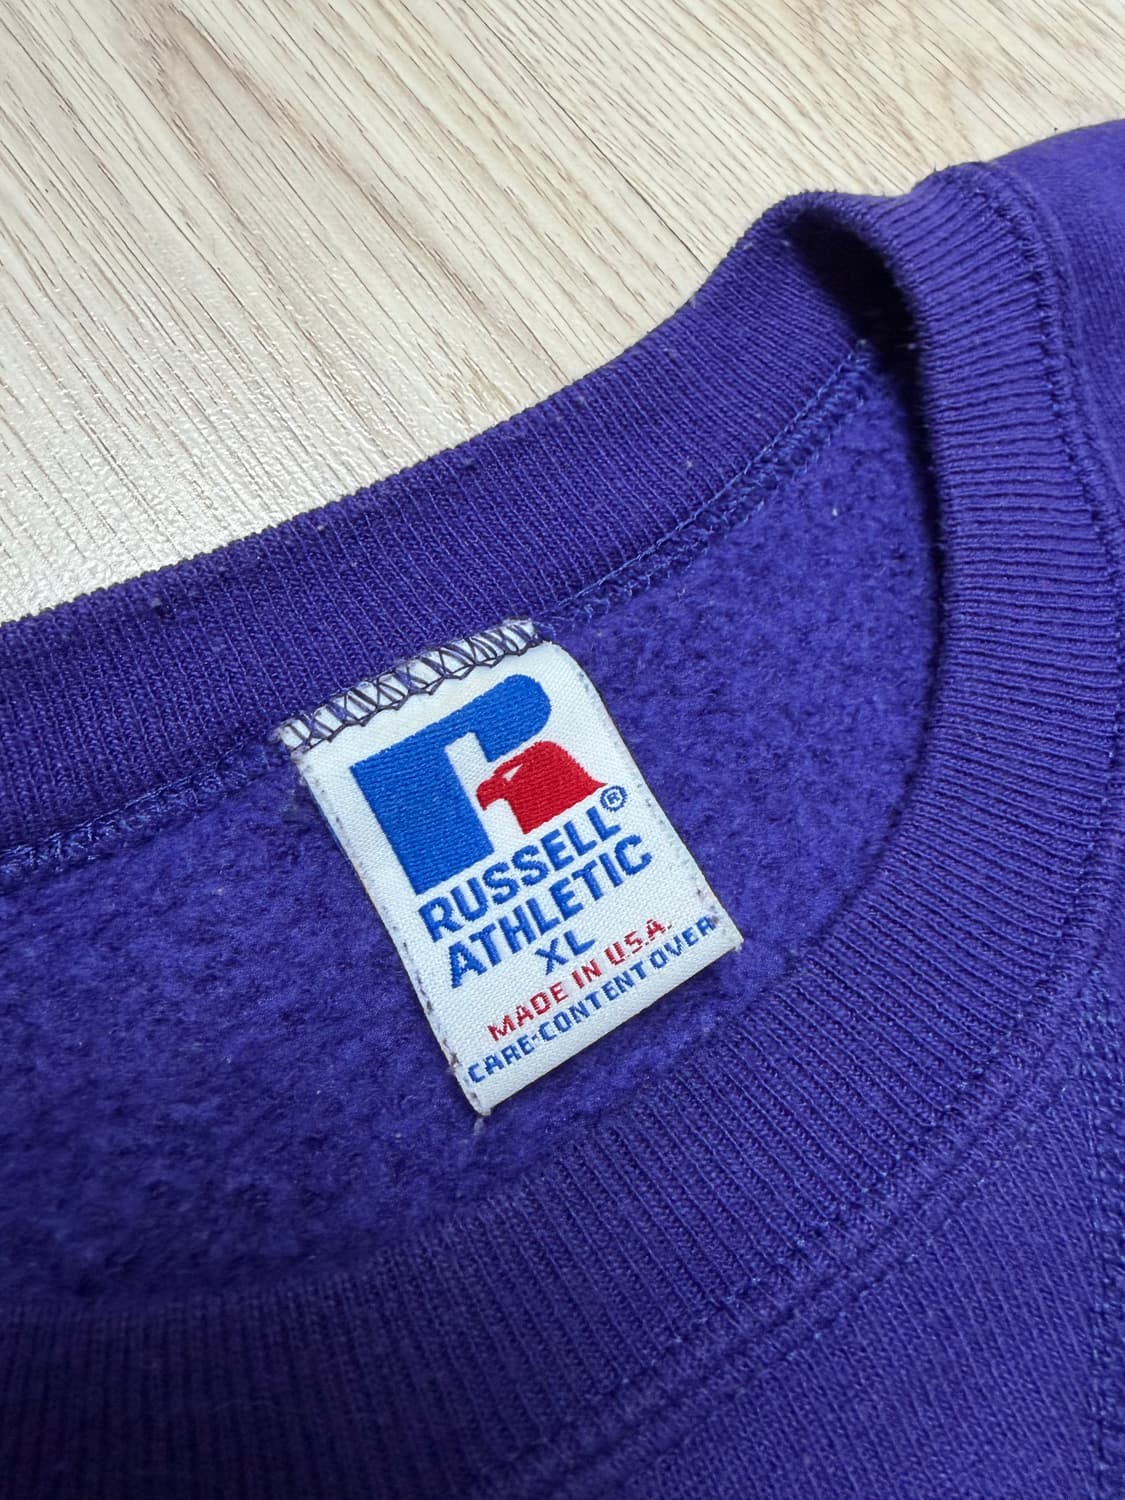 RUSSELL®
ATHLETIC
XL
MADE IN U.S.A.
CARE-CONTENT OVER